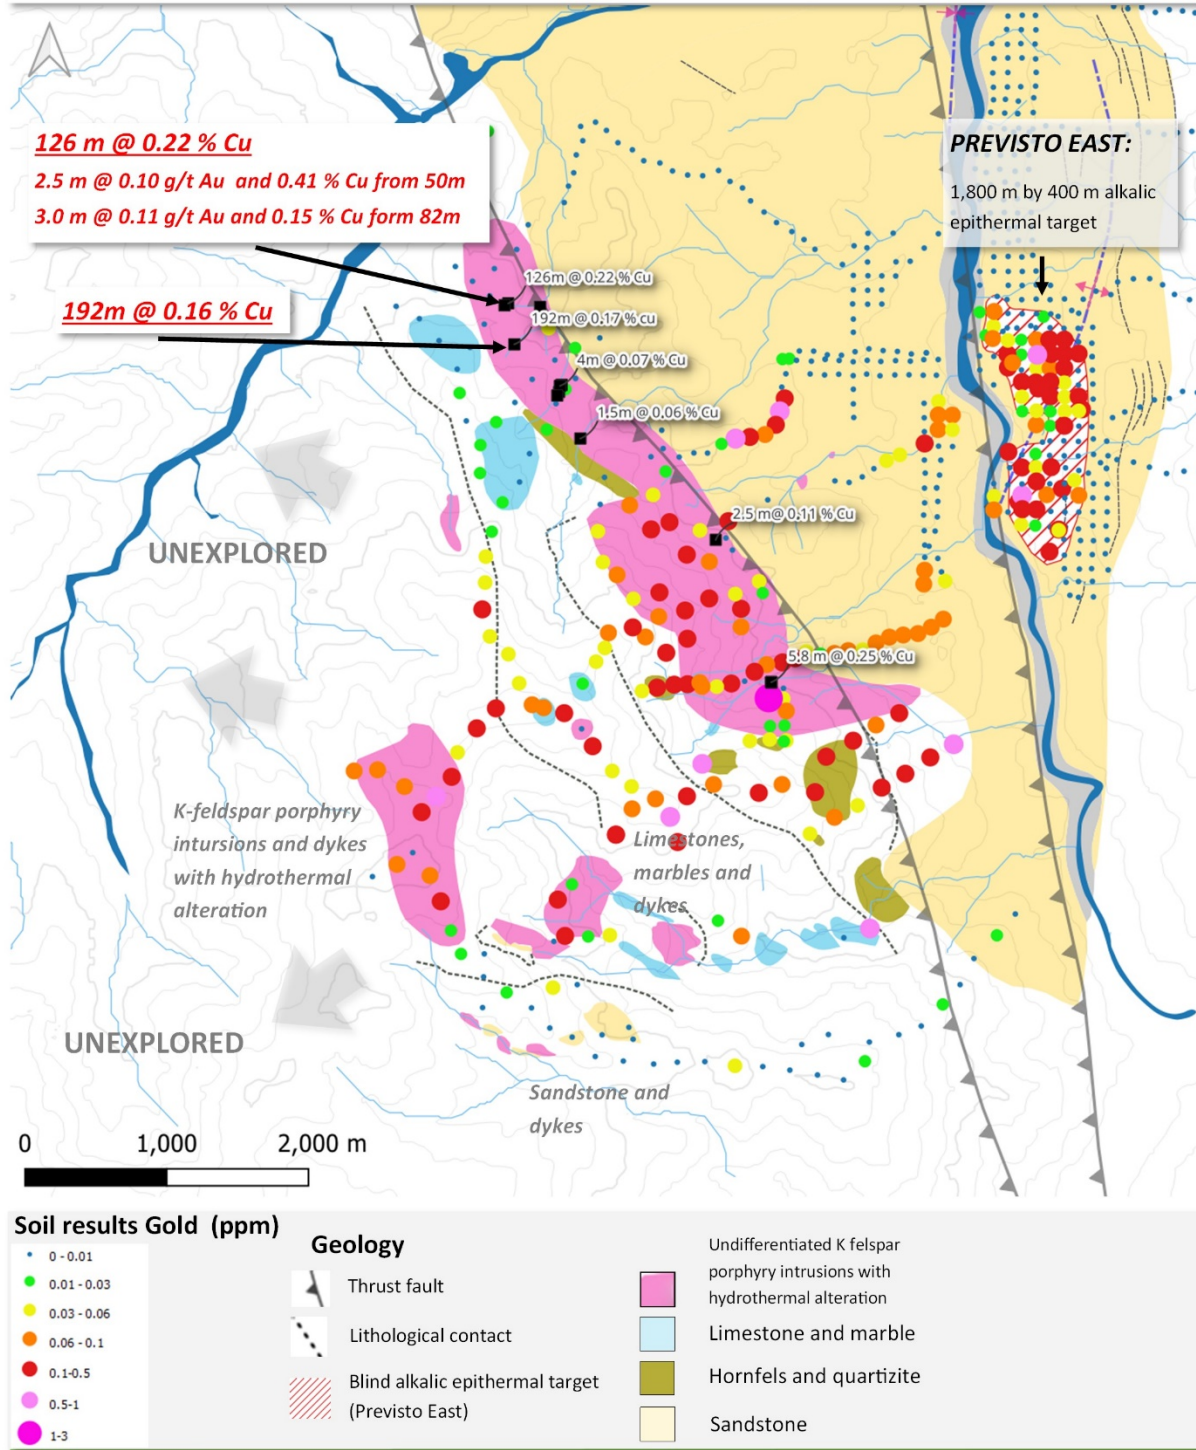 126 m @ 0.22 % Cu
2.5 m @ 0.10 g/t Au and 0.41 % Cu from 50m
3.0 m @ 0.11 g/t Au and 0.15 % Cu form 82m
PREVISTO EAST:
1,800 m by 400 m alkalic
epithermal target
192m @ 0.16 % Cu
126m @ 0.22 % Cu
192m @ 0.17 % cu
4m @ 0.07 % Cu
1.5m @ 0.06 % Cu
2.5 m@ 0.11 % Cu
UNEXPLORED
5.8 m @ 0.25 % Cu
K-feldspar porphyry
intursions and dykes
with hydrothermal
alteration
Limestones,
marbles and
dykes
UNEXPLORED
Sandstone and
dykes
0 1,000 2,000 m
Soil results Gold (ppm)
0 - 0.01
0.01 - 0.03
0.03 - 0.06
0.06 - 0.1
0.1-0.5
0.5-1
1-3
Geology
Thrust fault
Lithological contact
Blind alkalic epithermal target
(Previsto East)
Undifferentiated K felspar
porphyry intrusions with
hydrothermal alteration
Limestone and marble
Hornfels and quartizite
Sandstone